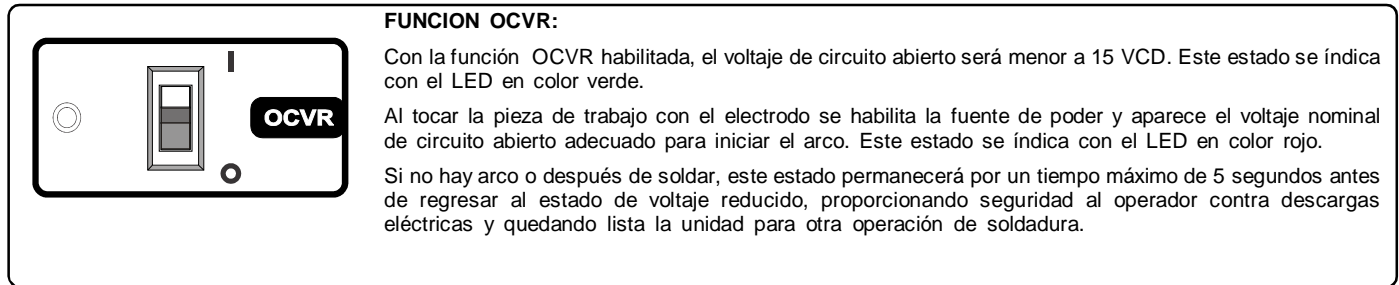 FUNCION OCVR:
Con la función OCVR habilitada, el voltaje de circuito abierto será menor a 15 VCD. Este estado se índica
con el LED en color verde.
Al tocar la pieza de trabajo con el electrodo se habilita la fuente de poder y aparece el voltaje nominal
de circuito abierto adecuado para iniciar el arco. Este estado se índica con el LED en color rojo.
Si no hay arco o después de soldar, este estado permanecerá por un tiempo máximo de 5 segundos antes
de regresar al estado de voltaje reducido, proporcionando seguridad al operador contra descargas
eléctricas y quedando lista la unidad para otra operación de soldadura.
I
OCVR
O